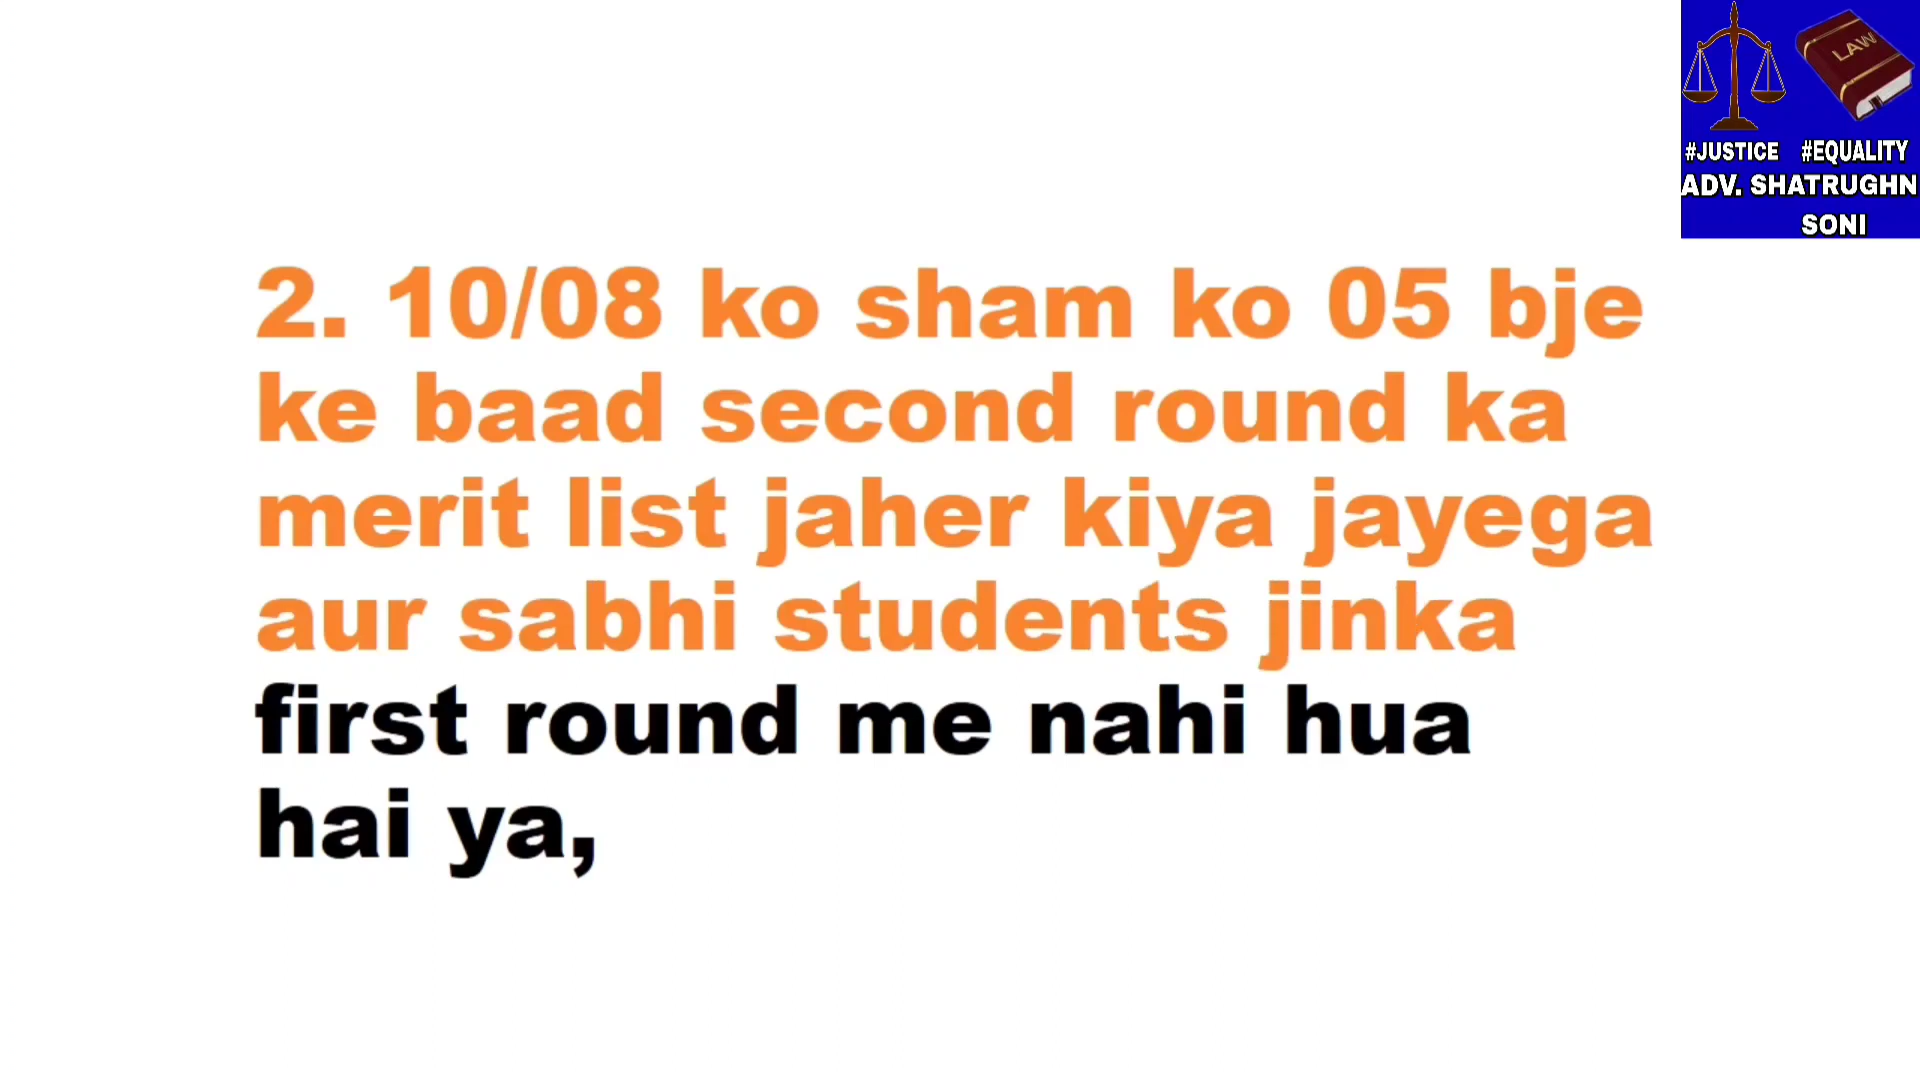 LAW
#JUSTICE #EQUALITY
ADV. SHATRUGHN
SONI
2. 10/08 ko sham ko 05 bje
ke baad second round ka
merit list jaher kiya jayega
aur sabhi students jinka
first round me nahi hua
hai ya,